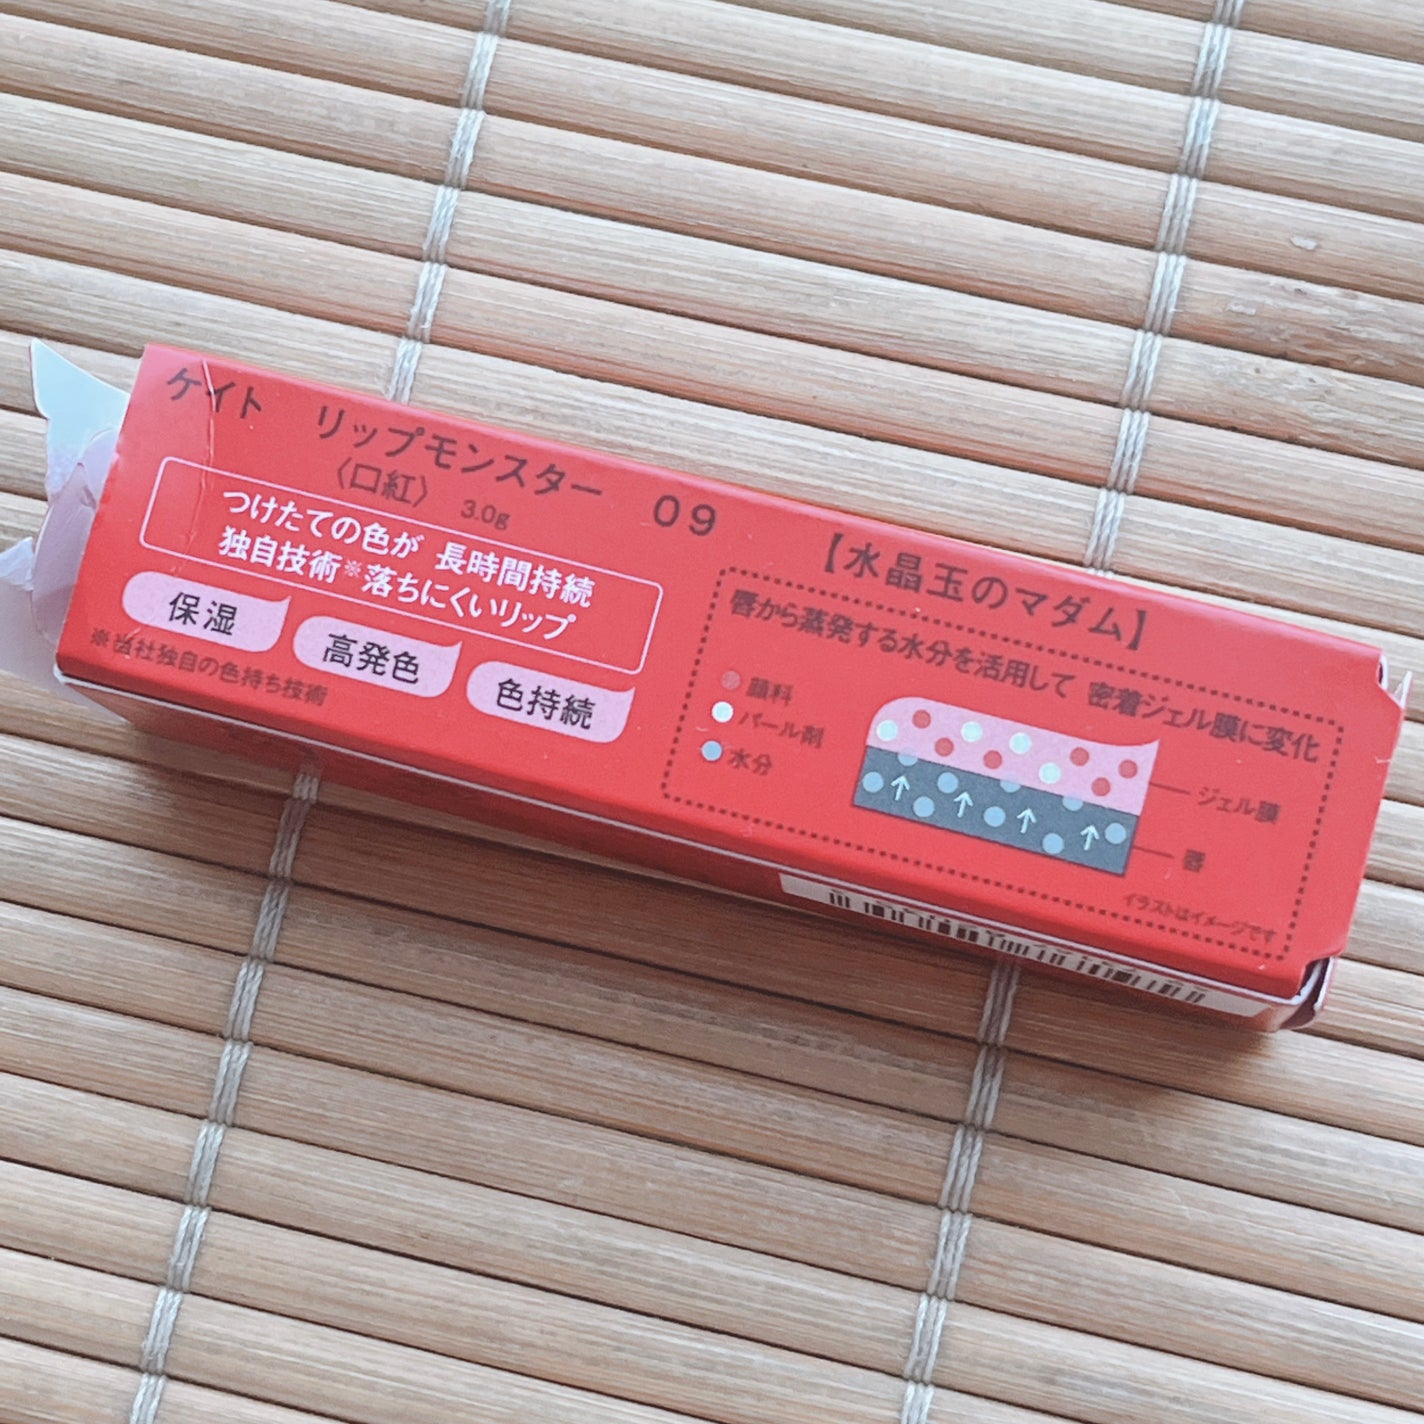 ケイト リップモンスター 09 【水晶玉のマダム】
〈口紅〉 3.0g
つけたての色が 長時間持続
独自技術※落ちにくいリップ
保湿
高発色
色持続
※当社独自の色持ち技術
唇から蒸発する水分を活用して 密着ジェル膜に変化
顔料
パール剤
水分
ジェル膜
唇
イラストはイメージです